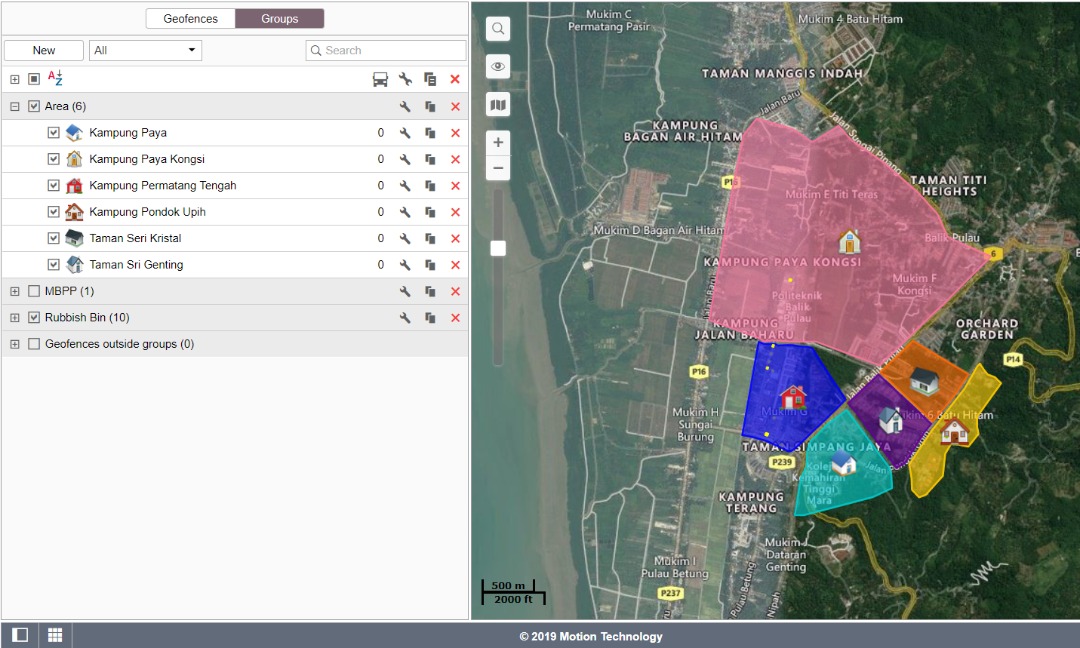 Geofences
Groups
New
All
Search
A
Z
Area (6)
Kampung Paya
0
Kampung Paya Kongsi
0
Kampung Permatang Tengah
0
Kampung Pondok Upih
0
Taman Seri Kristal
0
Taman Sri Genting
0
MBPP (1)
Rubbish Bin (10)
Geofences outside groups (0)
Mukim C
Permatang Pasir
Mukim 4 Batu Hitam
TAMAN MANGGIS INDAH
Jalan Baru
KAMPUNG
BAGAN AIR HITAM
Jalan Sungai Pinang
P16
TAMAN TITI
HEIGHTS
Mukim E Titi Teras
Mukim D Bagan Air Hitam
Balik Pulau
6
KAMPUNG PAYA KONGSI
Mukim F
Kongsi
Jalan Baru
Politeknik
Balik
Pulau
KAMPUNG
JALAN BAHARU
ORCHARD
GARDEN
P14
P16
Jalan Balik Pulau
Mukim H
Sungai
Burung
Mukim G
Mukim 6 Batu Hitam
TAMAN SIMPANG JAYA
P239
Kolej
Kemahiran
Tinggi
Mara
Jalan
KAMPUNG
TERANG
Mukim J
Dataran
Genting
Mukim I
Pulau Betung
P237
Pulau Betung
Nipah
500 m
2000 ft
© 2019 Motion Technology